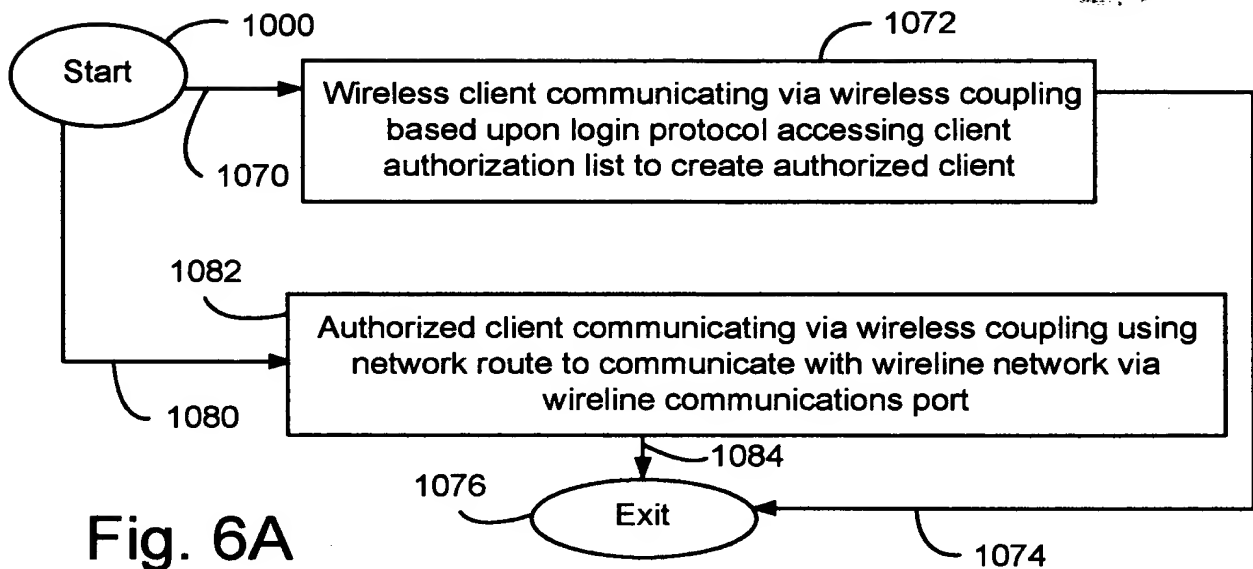 1000
1072
Start
Wireless client communicating via wireless coupling
based upon login protocol accessing client
authorization list to create authorized client
1070
1082
Authorized client communicating via wireless coupling using
network route to communicate with wireline network via
wireline communications port
1080
1084
1076
Exit
Fig. 6A
1074